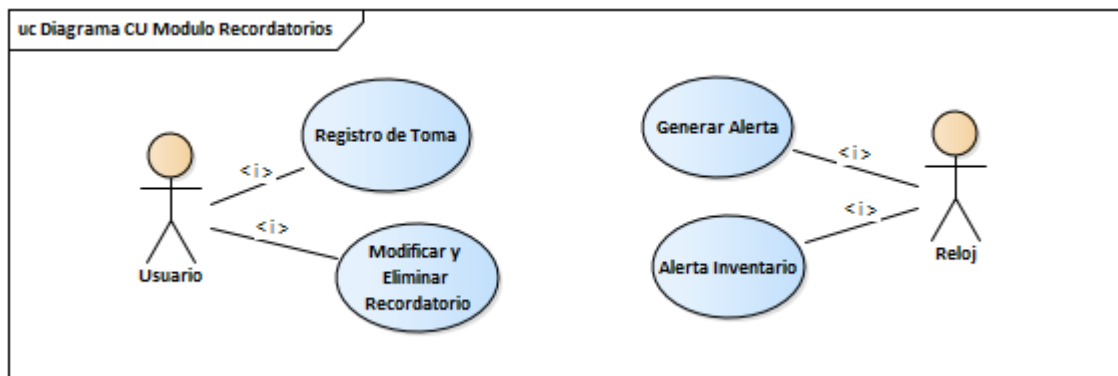 uc Diagrama CU Modulo Recordatorios
Registro de Toma
Generar Alerta
<i>
<i>
<i>
<i>
Modificar y
Eliminar
Recordatorio
Alerta Inventario
Usuario
Reloj